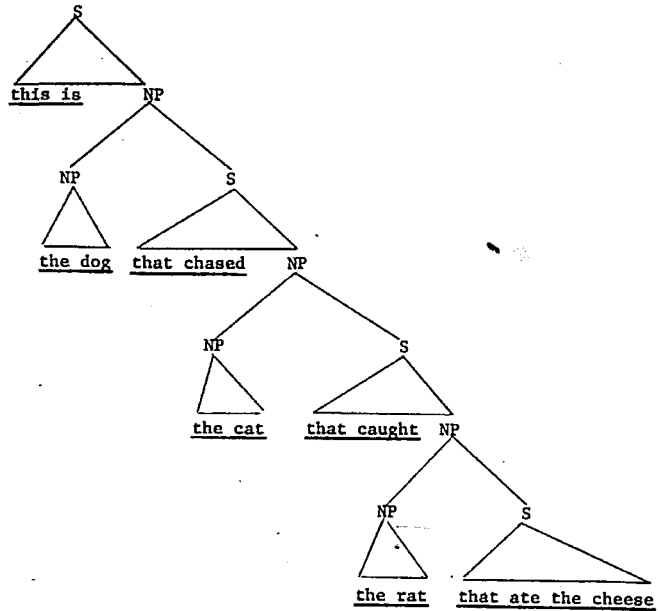 S
this is NP
NP S
the dog that chased NP
NP S
the cat that caught NP
NP S
the rat that ate the cheese